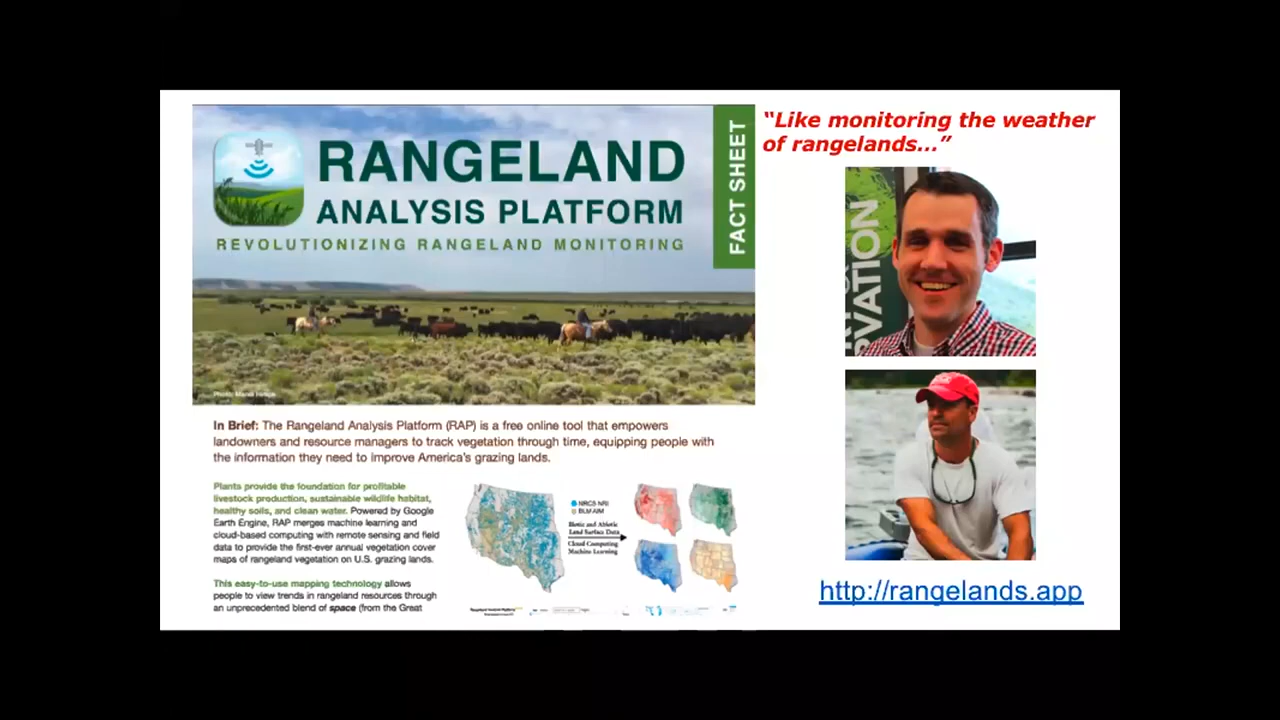 RANGELAND
ANALYSIS PLATFORM
REVOLUTIONIZING RANGELAND MONITORING
FACT SHEET
In Brief: The Rangeland Analysis Platform (RAP) is a free online tool that empowers
landowners and resource managers to track vegetation through time, equipping people with
the information they need to improve America's grazing lands.
Plants provide the foundation for profitable
livestock production, sustainable wildlife habitat,
healthy soils, and clean water. Powered by Google
Earth Engine, RAP merges machine learning and
cloud-based computing with remote sensing and field
data to provide the first-ever annual vegetation cover
maps of rangeland vegetation on U.S. grazing lands.
This easy-to-use mapping technology allows
people to view trends in rangeland resources through
an unprecedented blend of space (from the Great
NRCS NRI
BLM AIM
Biotic and Abiotic
Land Surface Data
Cloud Computing
Machine Learning
“Like monitoring the weather
of rangelands...”
VATION
http://rangelands.app